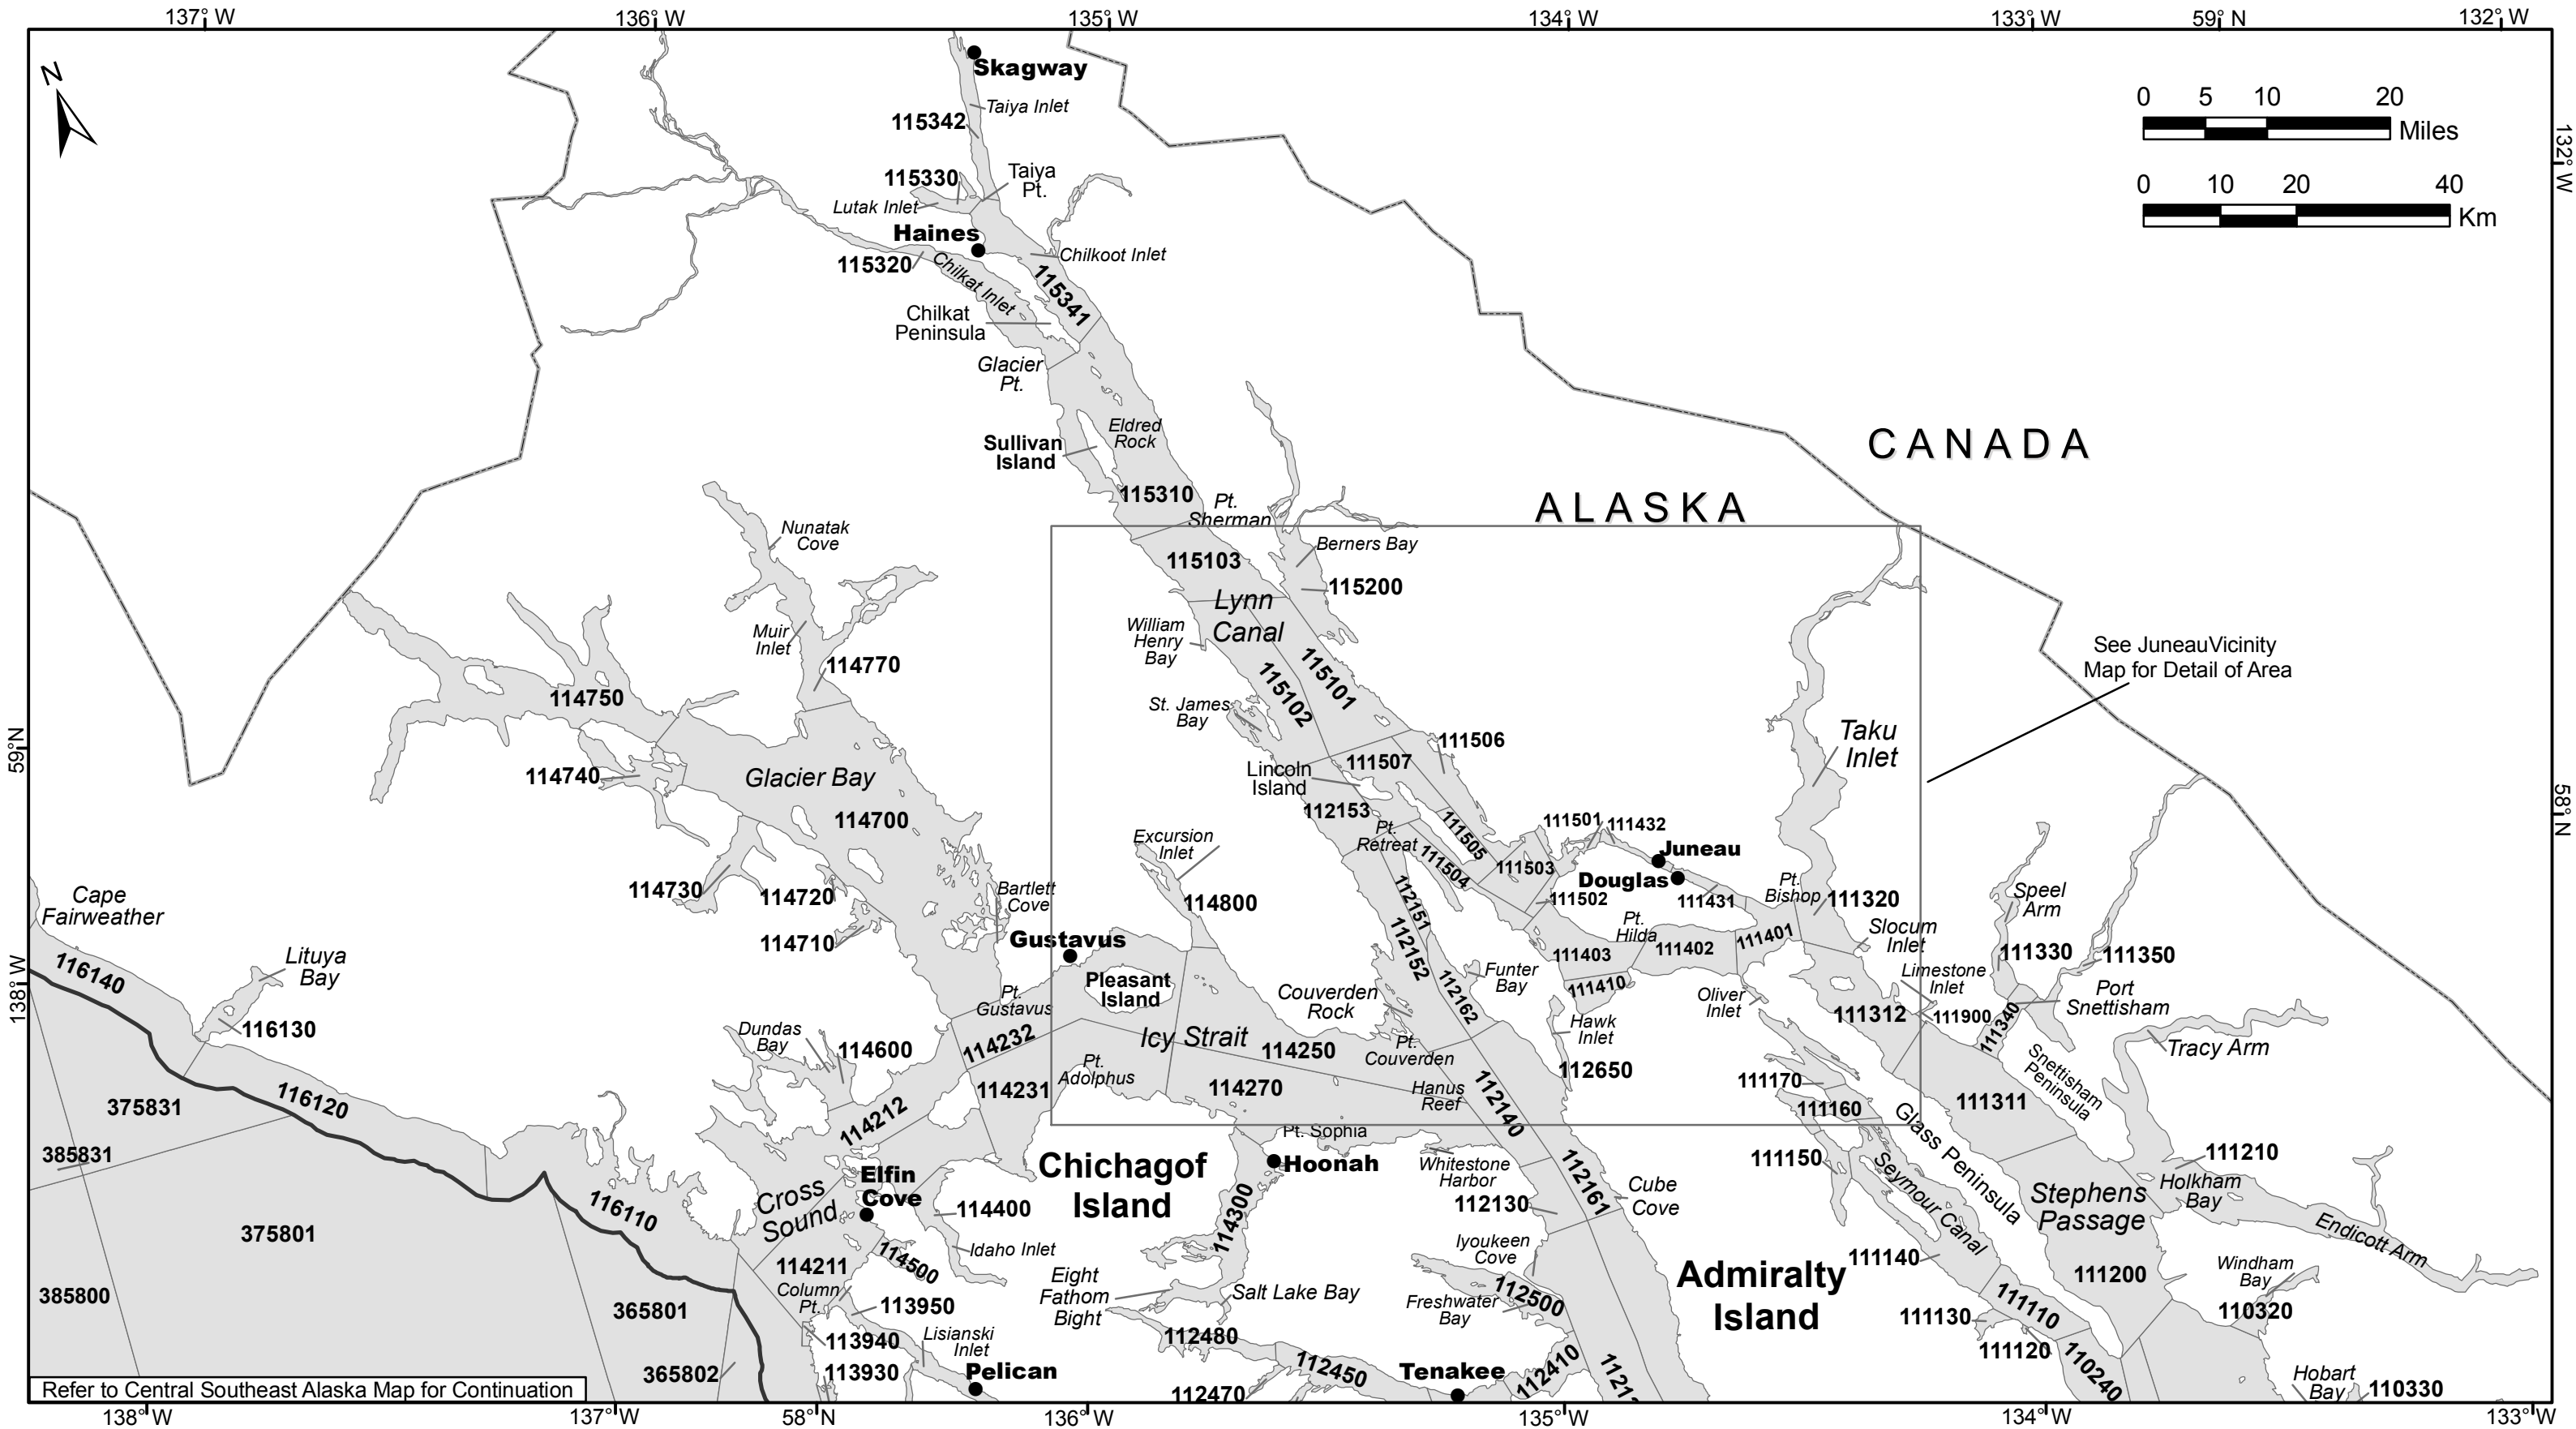 137° W
136° W
135° W
134° W
133° W
59° N
132° W
N
Skagway
Taiya Inlet
115342
0 5 10 20
Miles
0 10 20 40
Km
132° W
115330
Taiya
Pt.
Lutak Inlet
Haines
Chilkoot Inlet
115320
Chilkat Inlet
115341
Chilkat
Peninsula
Glacier
Pt.
Eldred
Rock
Sullivan
Island
CANADA
115310
Pt.
Sherman
ALASKA
Nunatak
Cove
Berners Bay
115103
115200
Lynn
Canal
William
Henry
Bay
Muir
Inlet
114770
See JuneauVicinity
Map for Detail of Area
115101
115102
114750
St. James
Bay
111506
Taku
Inlet
59°N
111507
114740
Glacier Bay
Lincoln
Island
112153
58° N
114700
111501
111432
Excursion
Inlet
Pt.
Retreat
111505
Juneau
111504
111503
Douglas
114730
114720
Bartlett
Cove
114800
111502
111431
Pt.
Bishop
111320
Speel
Arm
Cape
Fairweather
112151
Pt.
Hilda
Slocum
Inlet
114710
Gustavus
112152
111403
111402
111401
111330
111350
Lituya
Bay
116140
138° W
Pleasant
Island
Funter
Bay
111410
Limestone
Inlet
Port
Snettisham
Pt.
Gustavus
Couverden
Rock
112162
Oliver
Inlet
116130
Dundas
Bay
114232
Icy Strait
Hawk
Inlet
111312
111900
111340
114600
114250
Pt.
Couverden
Tracy Arm
Pt.
Adolphus
112650
Snettisham
Peninsula
114231
114270
Hanus
Reef
111170
375831
116120
114212
112140
111160
111311
Glass Peninsula
Pt. Sophia
385831
Chichagof
Island
Hoonah
Whitestone
Harbor
111150
111210
Elfin
Cove
Cross
Sound
112161
Cube
Cove
Seymour Canal
Stephens
Passage
Holkham
Bay
116110
114400
114300
112130
Endicott Arm
375801
Idaho Inlet
Iyoukeen
Cove
111140
114211
114500
Windham
Bay
Eight
Fathom
Bight
Salt Lake Bay
Admiralty
Island
111200
385800
Column
Pt.
112500
Freshwater
Bay
365801
113950
111110
110320
111130
113940
Lisianski
Inlet
112480
111120
365802
113930
Pelican
112450
Tenakee
112410
110240
Hobart
Bay
110330
Refer to Central Southeast Alaska Map for Continuation
112470
138° W
137° W
58° N
136° W
135° W
134° W
133° W